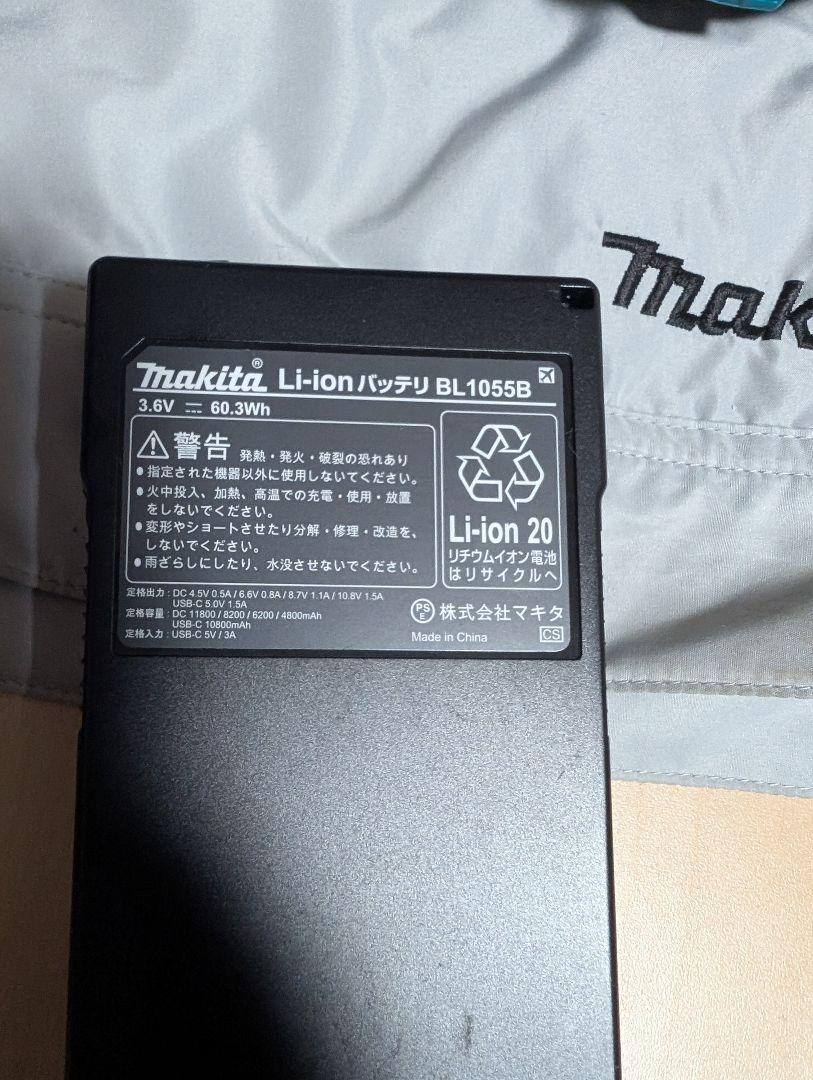 makita® Li-ion バッテリ BL1055B
3.6V ⎓ 60.3Wh
警告 発熱・発火・破裂の恐れあり
●指定された機器以外に使用しないでください。
●火中投入、加熱、高温での充電・使用・放置
をしないでください。
●変形やショートさせたり分解・修理・改造を、
しないでください。
●雨ざらしにしたり、水没させないでください。
Li-ion 20
リチウムイオン電池
はリサイクルへ
定格出力 : DC 4.5V 0.5A / 6.6V 0.8A / 8.7V 1.1A / 10.8V 1.5A
USB-C 5.0V 1.5A
定格容量 : DC 11800 / 8200 / 6200 / 4800mAh
USB-C 10800mAh
定格入力 : USB-C 5V / 3A
PSE 株式会社マキタ
Made in China CS
mak